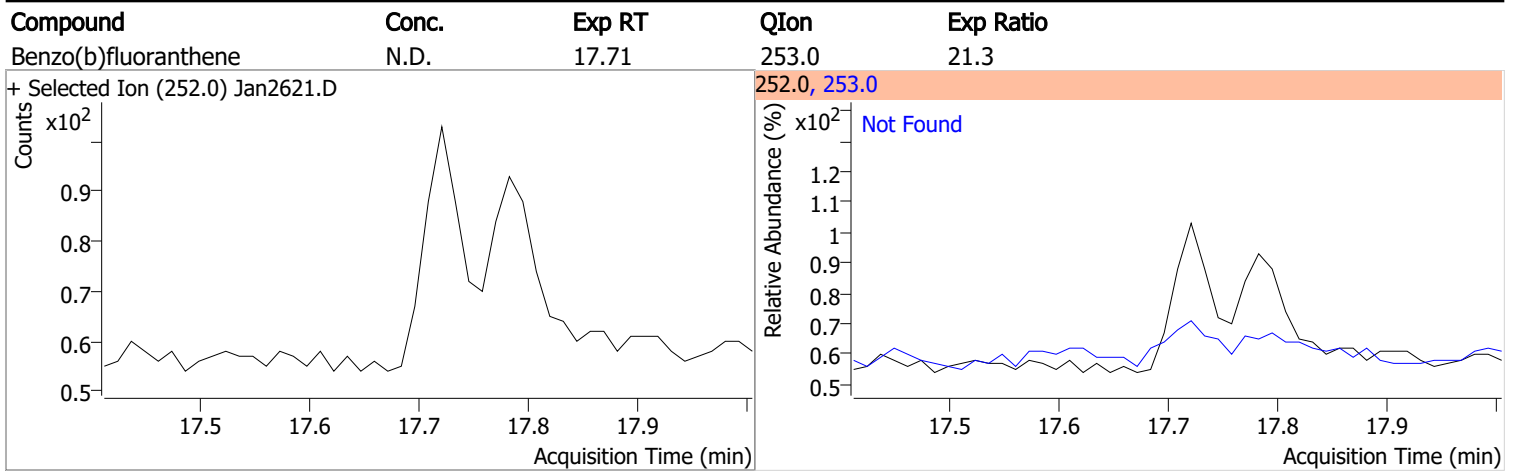 Compound Conc. Exp RT QIon Exp Ratio
Benzo(b)fluoranthene N.D. 17.71 253.0 21.3
+ Selected Ion (252.0) Jan2621.D
Counts
x10²
0.9
0.8
0.7
0.6
0.5
17.5 17.6 17.7 17.8 17.9
Acquisition Time (min)
252.0, 253.0
Relative Abundance (%)
x10²
Not Found
1.2
1.1
1
0.9
0.8
0.7
0.6
0.5
17.5 17.6 17.7 17.8 17.9
Acquisition Time (min)